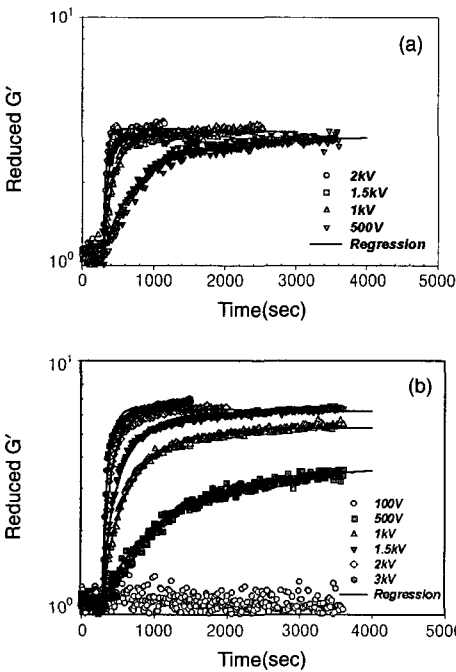 10¹
(a)
Reduced G'
2kV
1.5kV
1kV
500V
Regression
10⁰
0 1000 2000 3000 4000 5000
Time(sec)
10¹
(b)
Reduced G'
100V
500V
1kV
1.5kV
2kV
3kV
Regression
10⁰
0 1000 2000 3000 4000 5000
Time(sec)